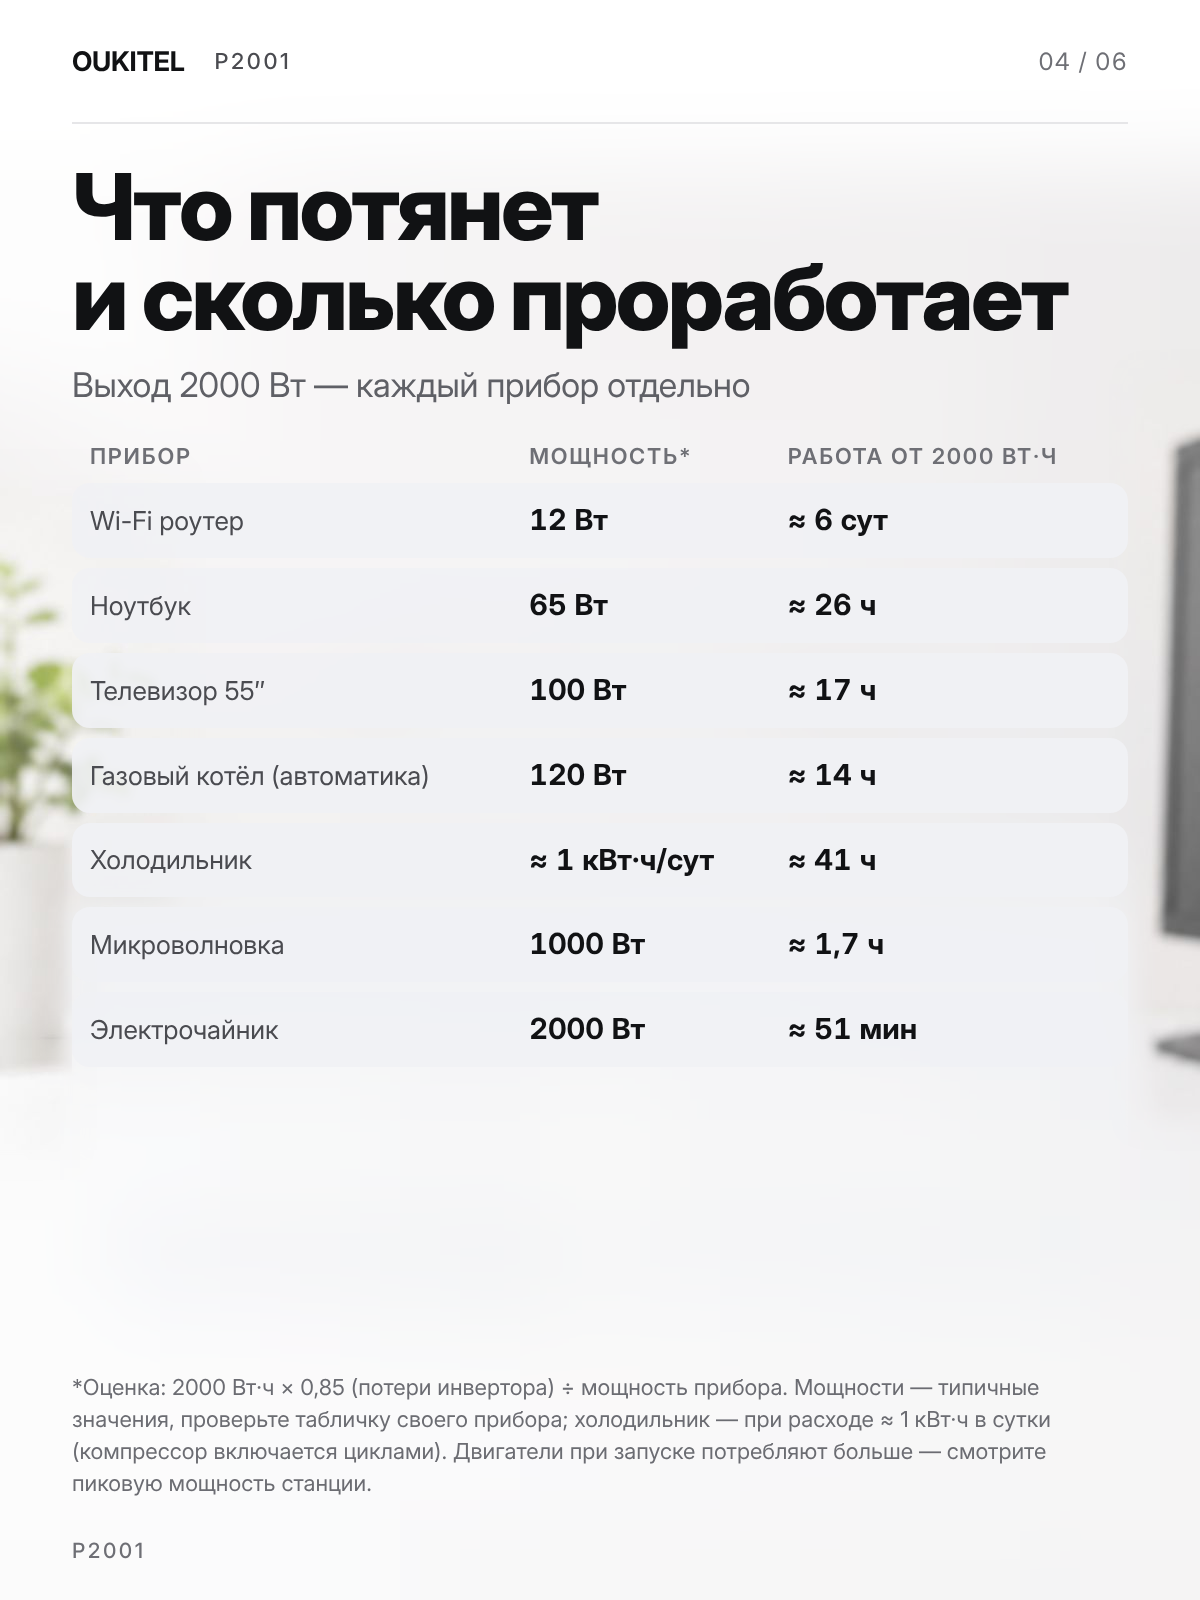 OUKITEL P2001 04 / 06
Что потянет
и сколько проработает
Выход 2000 Вт — каждый прибор отдельно
ПРИБОР МОЩНОСТЬ* РАБОТА ОТ 2000 ВТ·Ч
Wi-Fi роутер 12 Вт ≈ 6 сут
Ноутбук 65 Вт ≈ 26 ч
Телевизор 55″ 100 Вт ≈ 17 ч
Газовый котёл (автоматика) 120 Вт ≈ 14 ч
Холодильник ≈ 1 кВт·ч/сут ≈ 41 ч
Микроволновка 1000 Вт ≈ 1,7 ч
Электрочайник 2000 Вт ≈ 51 мин
*Оценка: 2000 Вт·ч × 0,85 (потери инвертора) ÷ мощность прибора. Мощности — типичные
значения, проверьте табличку своего прибора; холодильник — при расходе ≈ 1 кВт·ч в сутки
(компрессор включается циклами). Двигатели при запуске потребляют больше — смотрите
пиковую мощность станции.
P2001